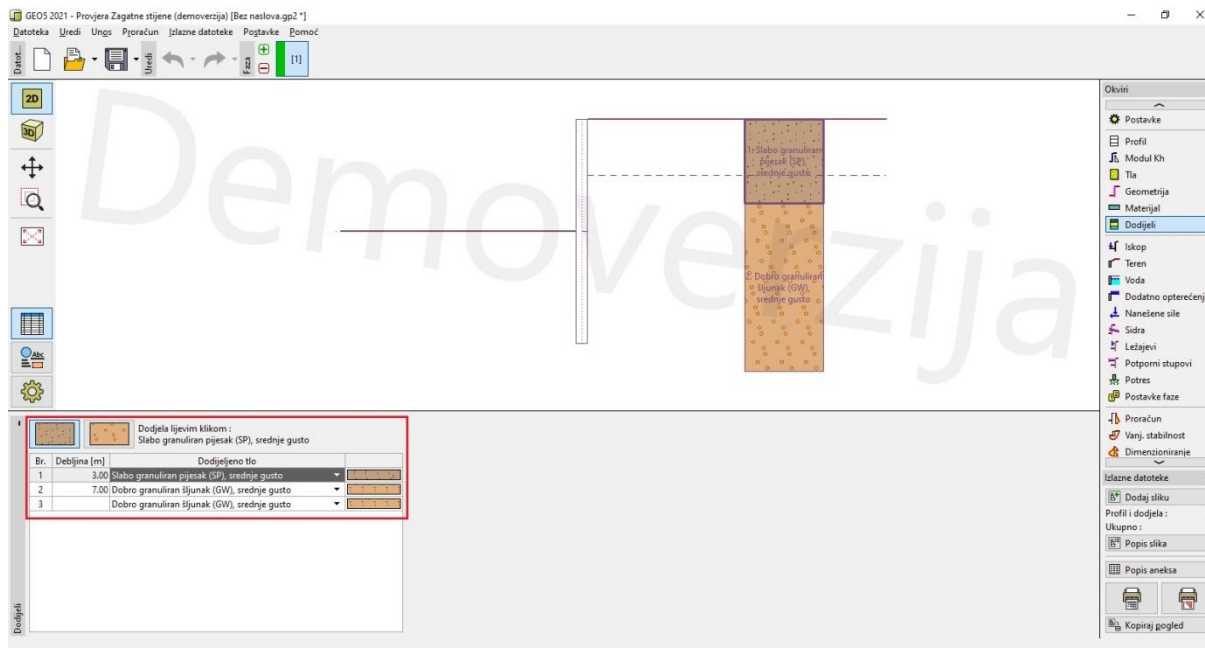 GEO5 2021 - Provjera Zagatne stijene (demoverzija) [Bez naslova.gp2 *]
Datoteka Uredi Ungs Proračun Izlazne datoteke Postavke Pomoć
Datot...
Uredi
Faza
[1]
2D
3D
Abc
Demoverzija
1. Slabo granuliran
pijesak (SP),
srednje gusto
2. Dobro granuliran
šljunak (GW),
srednje gusto
Okviri
Postavke
Profil
Modul Kh
Tla
Geometrija
Materijal
Dodijeli
Iskop
Teren
Voda
Dodatno opterećenj
Nanešene sile
Sidra
Ležajevi
Potporni stupovi
Potres
Postavke faze
Proračun
Vanj. stabilnost
Dimenzioniranje
Izlazne datoteke
Dodaj sliku
Profil i dodjela :
Ukupno :
Popis slika
Popis aneksa
Kopiraj pogled
Dodijeli
Dodjela lijevim klikom :
Slabo granuliran pijesak (SP), srednje gusto
Br. Debljina [m] Dodijeljeno tlo
1 3.00 Slabo granuliran pijesak (SP), srednje gusto
2 7.00 Dobro granuliran šljunak (GW), srednje gusto
3 Dobro granuliran šljunak (GW), srednje gusto